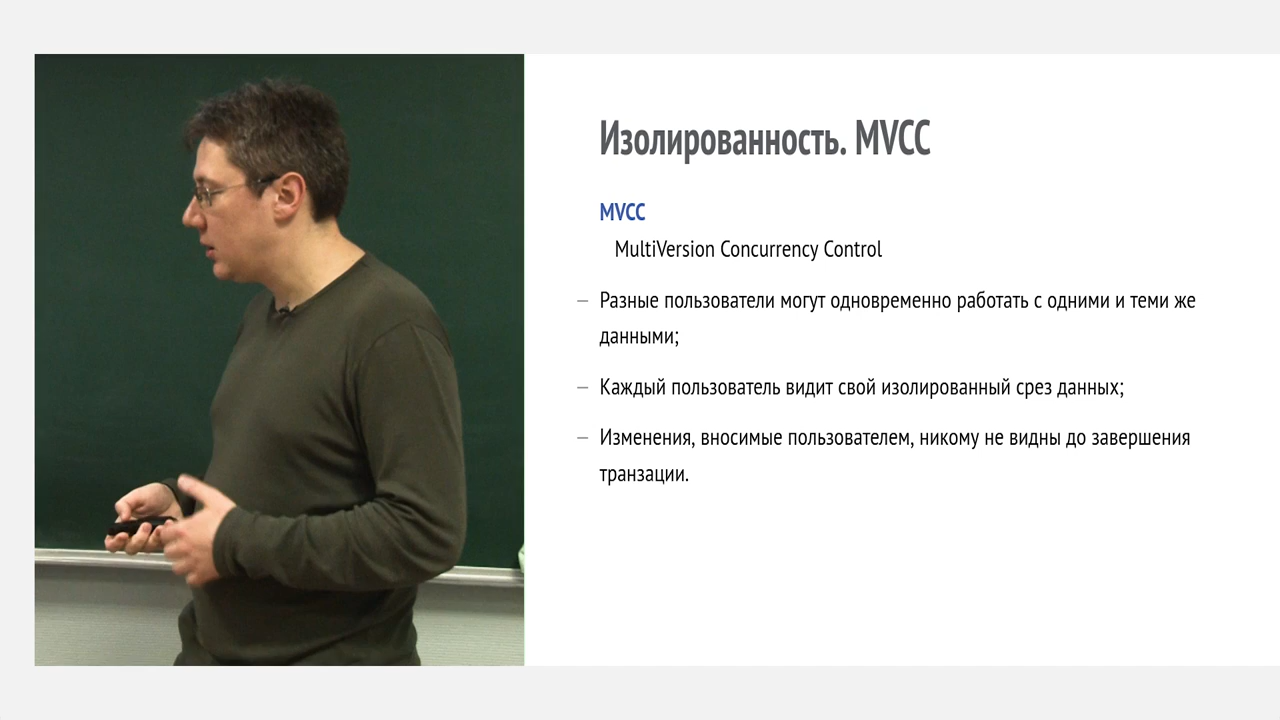 Изолированность. MVCC
MVCC
MultiVersion Concurrency Control
— Разные пользователи могут одновременно работать с одними и теми же
данными;
— Каждый пользователь видит свой изолированный срез данных;
— Изменения, вносимые пользователем, никому не видны до завершения
транзации.